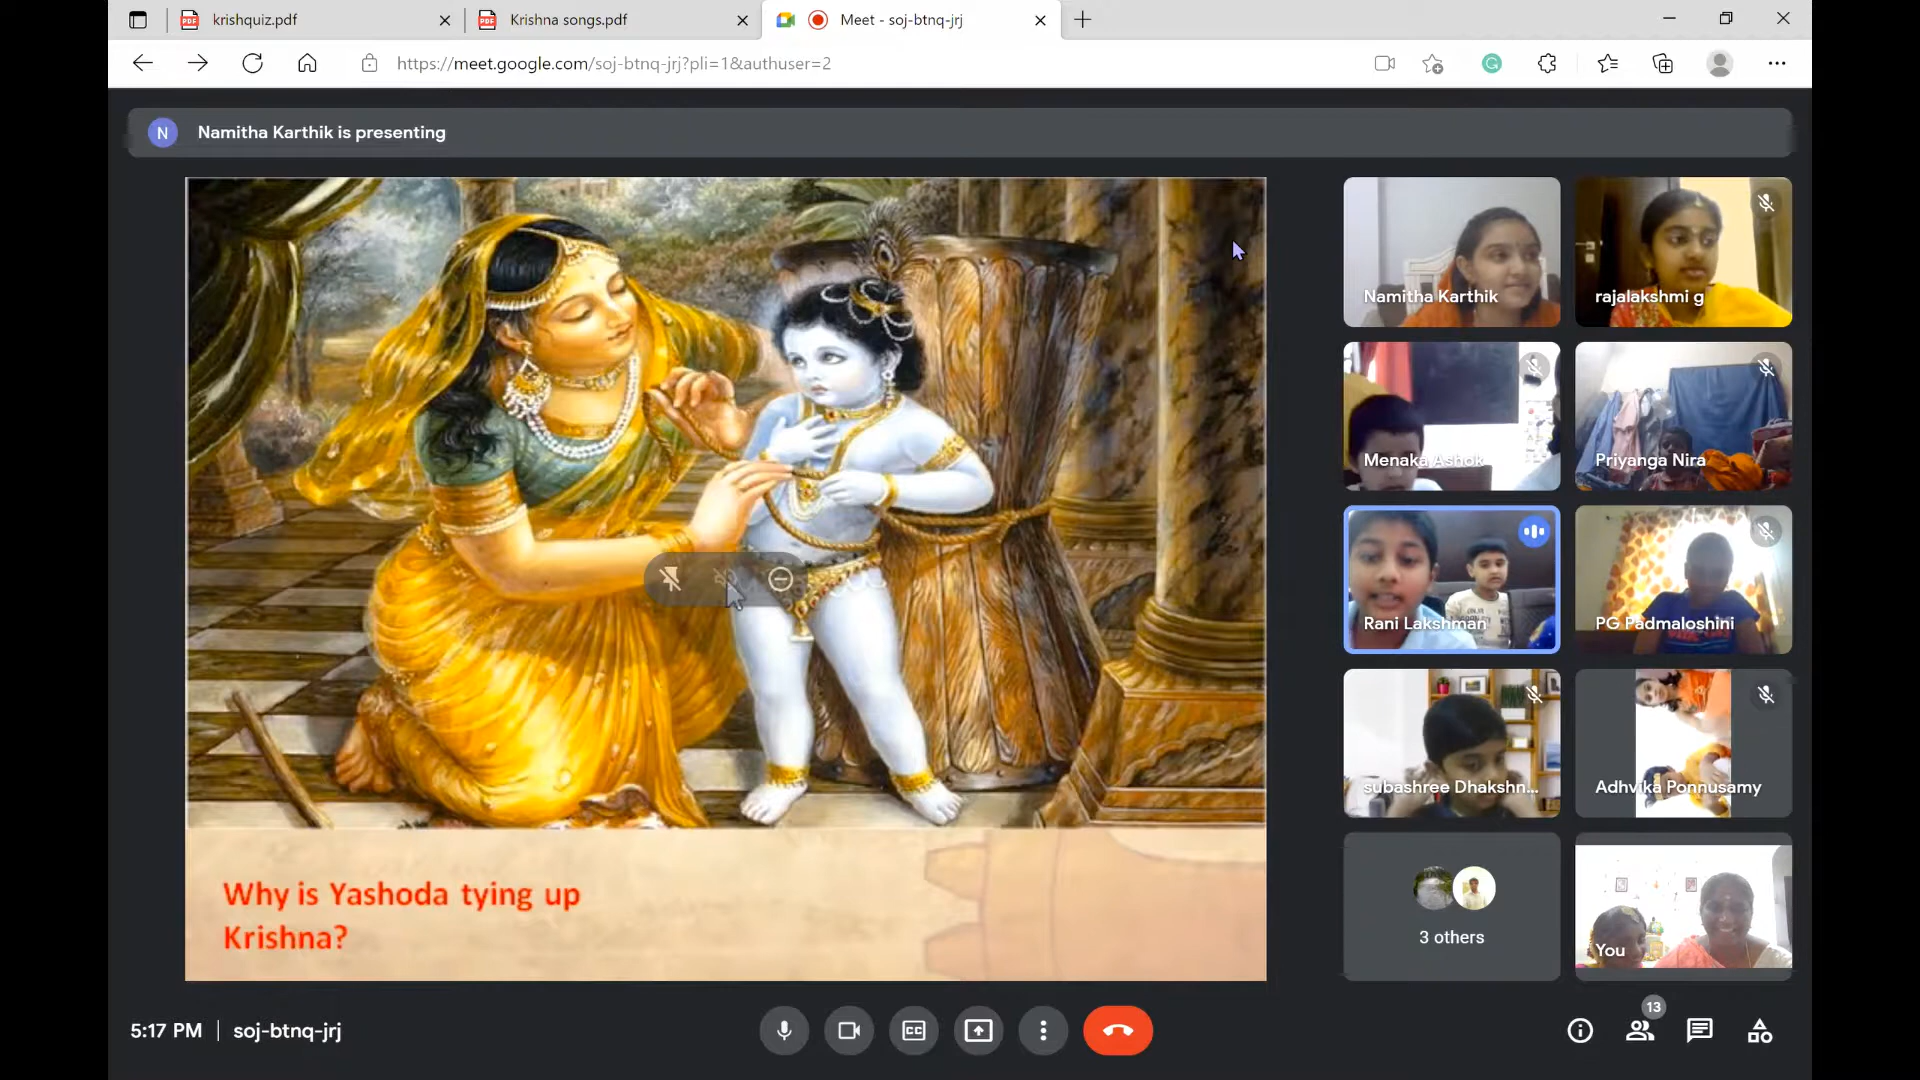 krishquiz.pdf
Krishna songs.pdf
Meet - soj-btnq-jrj
https://meet.google.com/soj-btnq-jrj?pli=1&authuser=2
N
Namitha Karthik is presenting
Namitha Karthik
rajalakshmi g
Menaka Ashok
Priyanga Nira
Rani Lakshman
PG Padmaloshini
subashree Dhakshn...
Adhvika Ponnusamy
3 others
You
Why is Yashoda tying up
Krishna?
5:17 PM
soj-btnq-jrj
CC
13